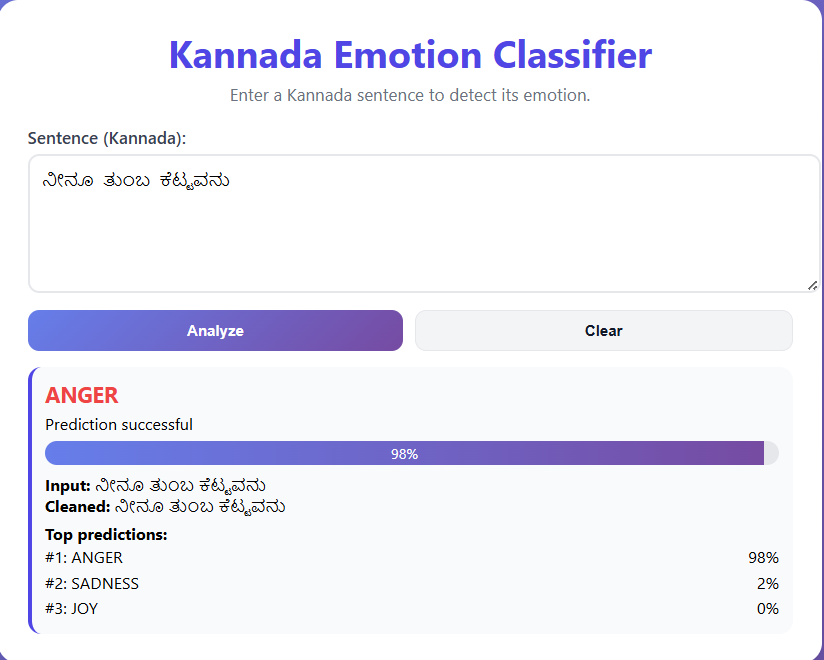 Kannada Emotion Classifier
Enter a Kannada sentence to detect its emotion.
Sentence (Kannada):
ನೀನೂ ತುಂಬ ಕೆಟ್ಟವನು
Analyze Clear
ANGER
Prediction successful
98%
Input: ನೀನೂ ತುಂಬ ಕೆಟ್ಟವನು
Cleaned: ನೀನೂ ತುಂಬ ಕೆಟ್ಟವನು
Top predictions:
#1: ANGER 98%
#2: SADNESS 2%
#3: JOY 0%